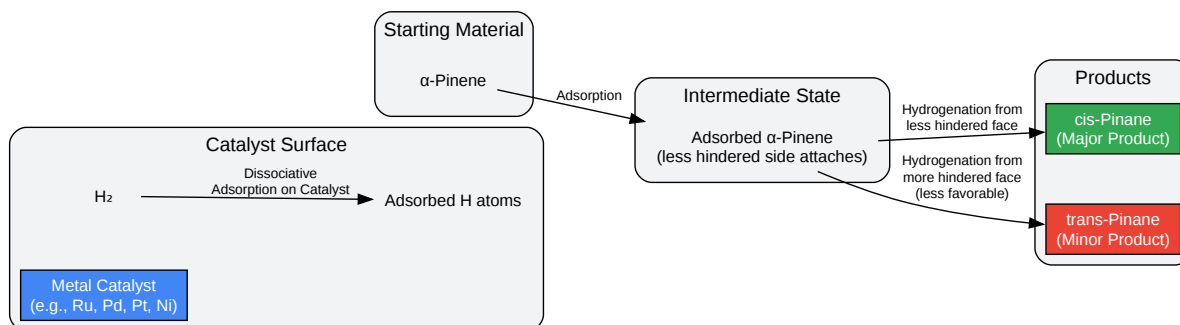 Starting Material
α-Pinene
Adsorption
Catalyst Surface
H₂
Dissociative
Adsorption on Catalyst
Adsorbed H atoms
Metal Catalyst
(e.g., Ru, Pd, Pt, Ni)
Intermediate State
Adsorbed α-Pinene
(less hindered side attaches)
Hydrogenation from
less hindered face
Hydrogenation from
more hindered face
(less favorable)
Products
cis-Pinane
(Major Product)
trans-Pinane
(Minor Product)